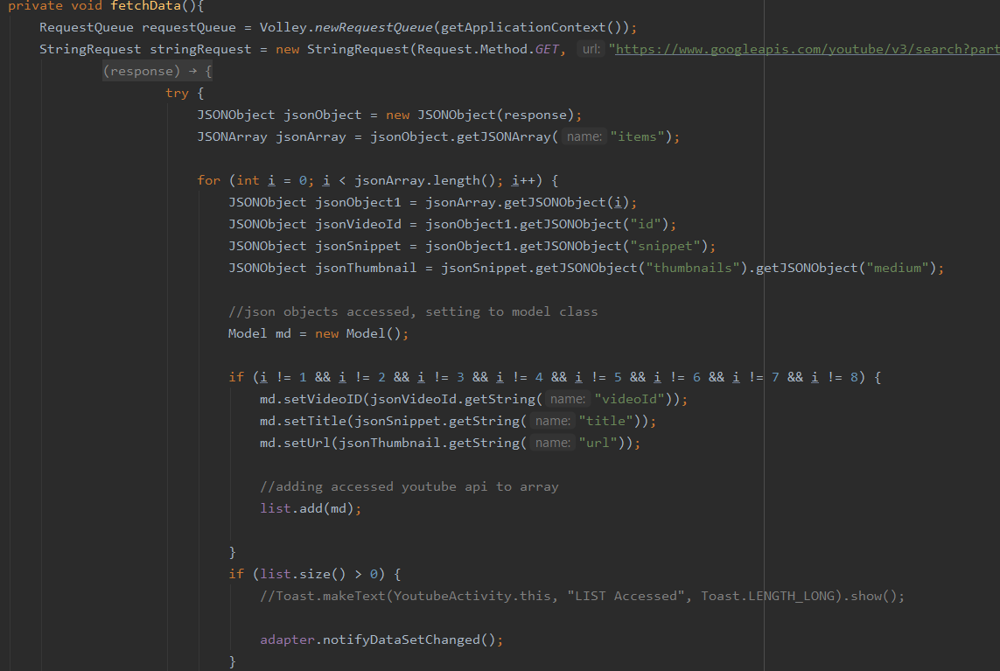 private void fetchData(){
RequestQueue requestQueue = Volley.newRequestQueue(getApplicationContext());
StringRequest stringRequest = new StringRequest(Request.Method.GET, url: "https://www.googleapis.com/youtube/v3/search?part
(response) → {
try {
JSONObject jsonObject = new JSONObject(response);
JSONArray jsonArray = jsonObject.getJSONArray( name: "items");
for (int i = 0; i < jsonArray.length(); i++) {
JSONObject jsonObject1 = jsonArray.getJSONObject(i);
JSONObject jsonVideoId = jsonObject1.getJSONObject("id");
JSONObject jsonSnippet = jsonObject1.getJSONObject("snippet");
JSONObject jsonThumbnail = jsonSnippet.getJSONObject("thumbnails").getJSONObject("medium");
//json objects accessed, setting to model class
Model md = new Model();
if (i != 1 && i != 2 && i != 3 && i != 4 && i != 5 && i != 6 && i != 7 && i != 8) {
md.setVideoID(jsonVideoId.getString( name: "videoId"));
md.setTitle(jsonSnippet.getString( name: "title"));
md.setUrl(jsonThumbnail.getString( name: "url"));
//adding accessed youtube api to array
list.add(md);
}
if (list.size() > 0) {
//Toast.makeText(YoutubeActivity.this, "LIST Accessed", Toast.LENGTH_LONG).show();
adapter.notifyDataSetChanged();
}